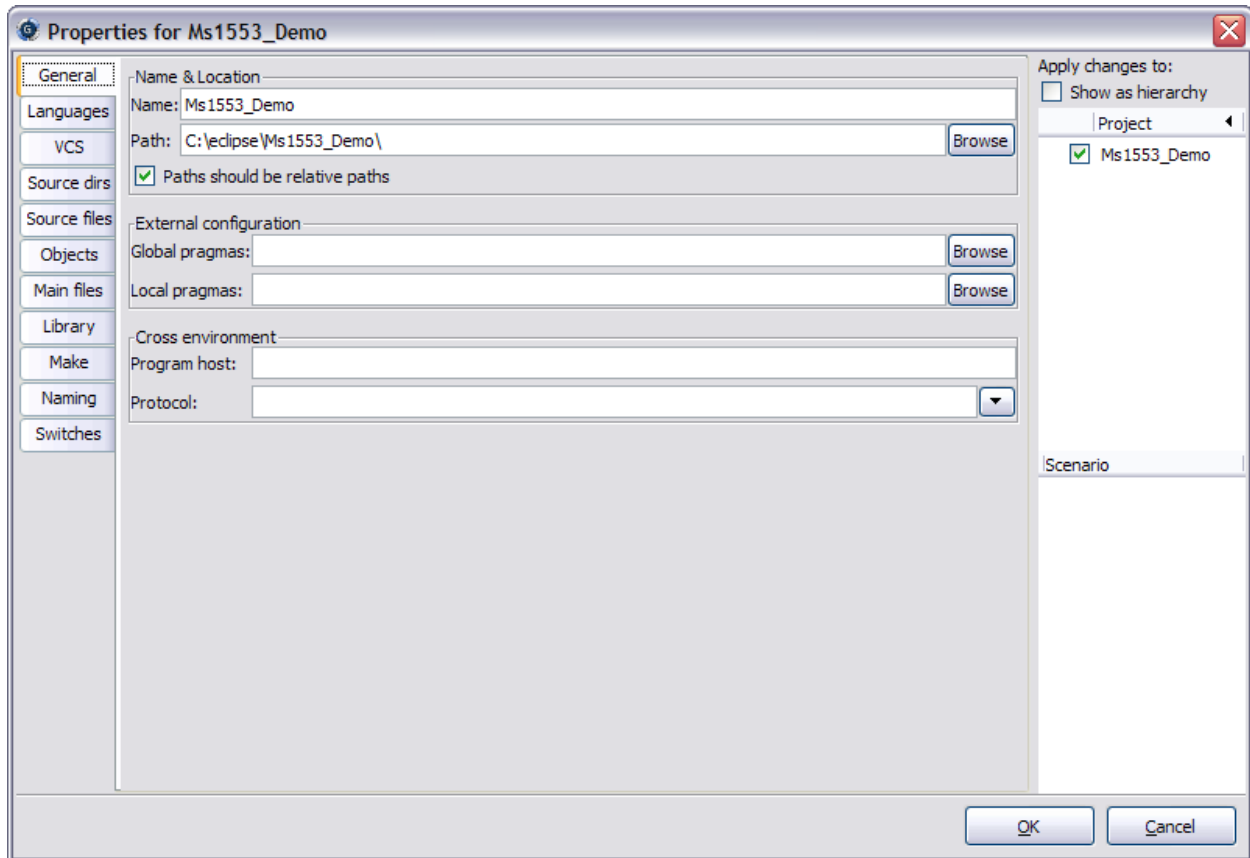 Properties for Ms1553_Demo
General
Languages
VCS
Source dirs
Source files
Objects
Main files
Library
Make
Naming
Switches
Name & Location
Name: Ms1553_Demo
Path: C:\eclipse\Ms1553_Demo\ Browse
Paths should be relative paths
External configuration
Global pragmas: Browse
Local pragmas: Browse
Cross environment
Program host:
Protocol:
Apply changes to:
Show as hierarchy
Project
Ms1553_Demo
Scenario
OK Cancel